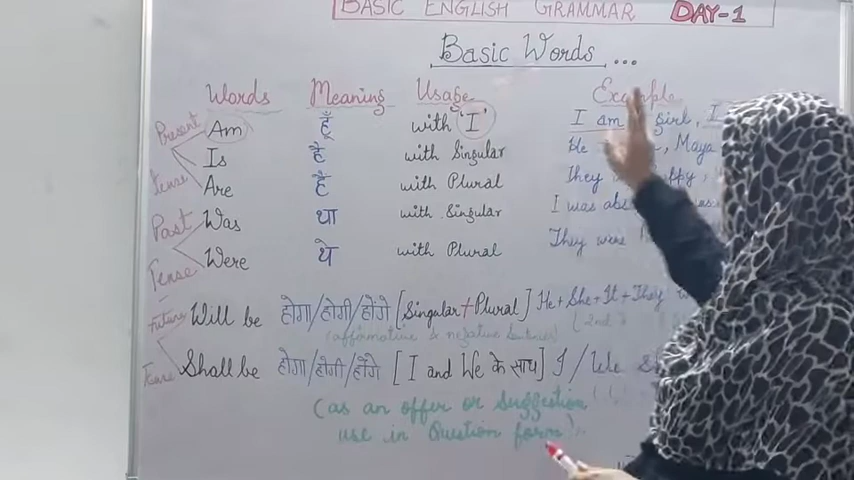 BASIC ENGLISH GRAMMAR DAY-1
Basic Words...
Words Meaning Usage Example
Present Am हूँ with 'I' I am girl, I
Is है with Singular He Maya
Tense Are हैं with Plural They
Past Was था with Singular I was
Were थे with Plural They were
Tense
Future Will be होगा/होगी/होंगे [Singular+Plural] He+She+It+They
(affirmative & negative sentences)
Tense Shall be होगा/होगी/होंगे [I and We के साथ] I/We
(as an offer or Suggestion
use in Question form)